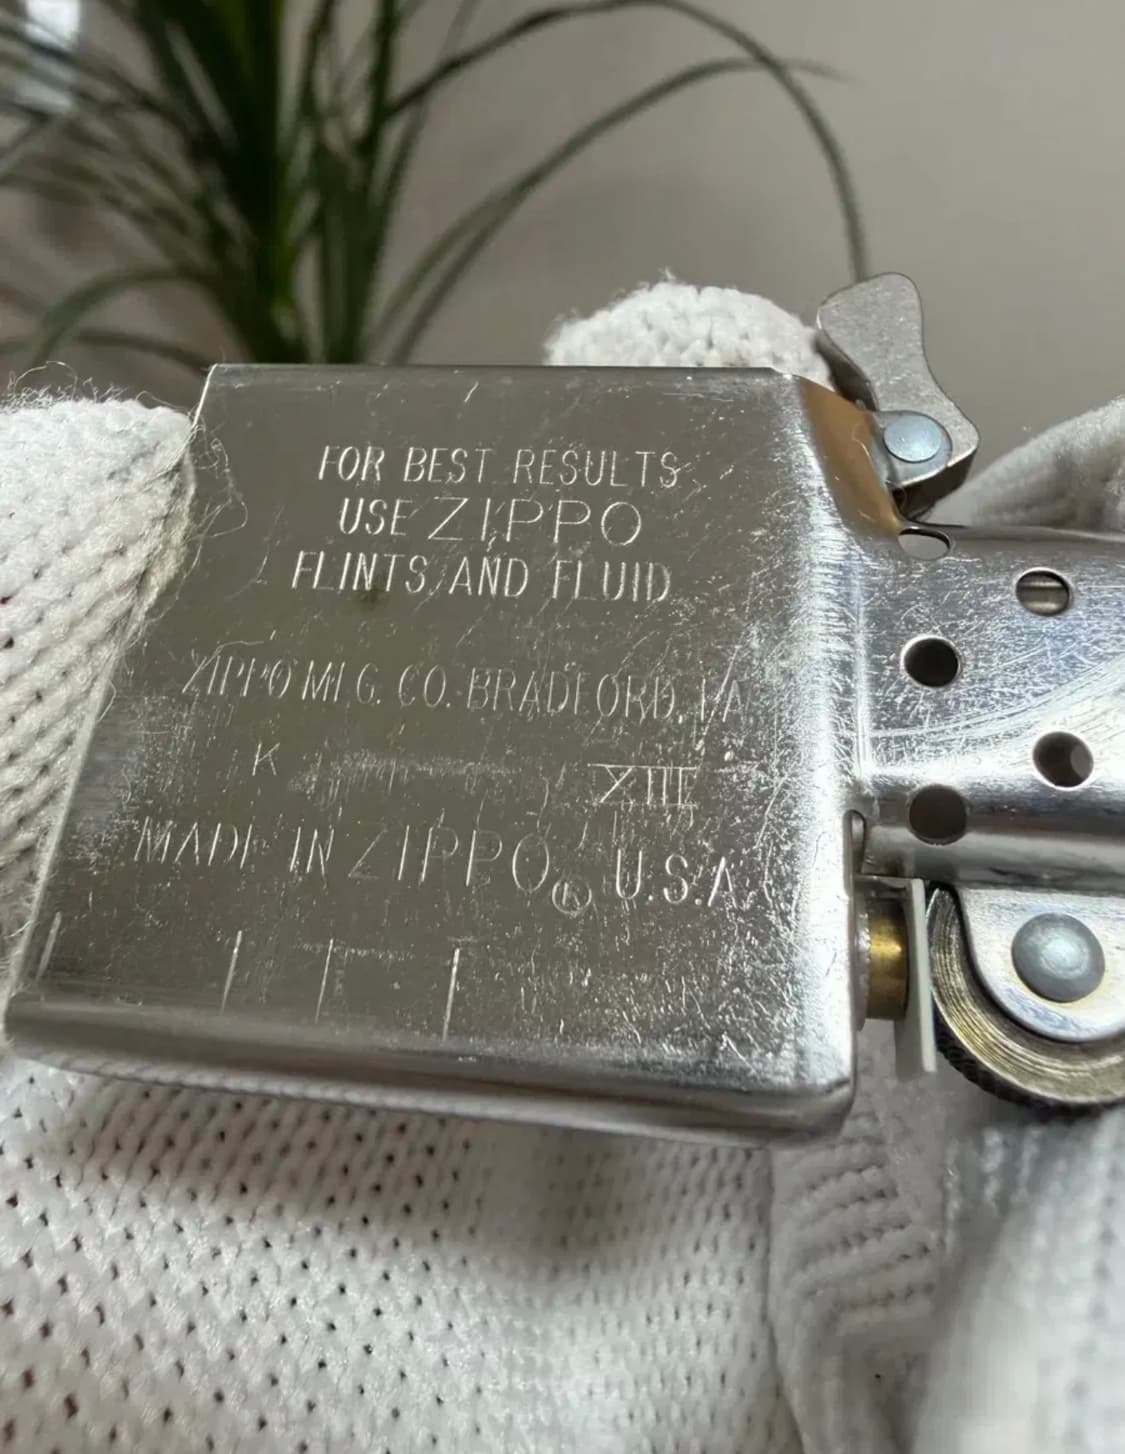 FOR BEST RESULTS
USE ZIPPO
FLINTS AND FLUID
ZIPPO MFG. CO. BRADFORD, PA
K XIII
MADE IN ZIPPO ® U.S.A.